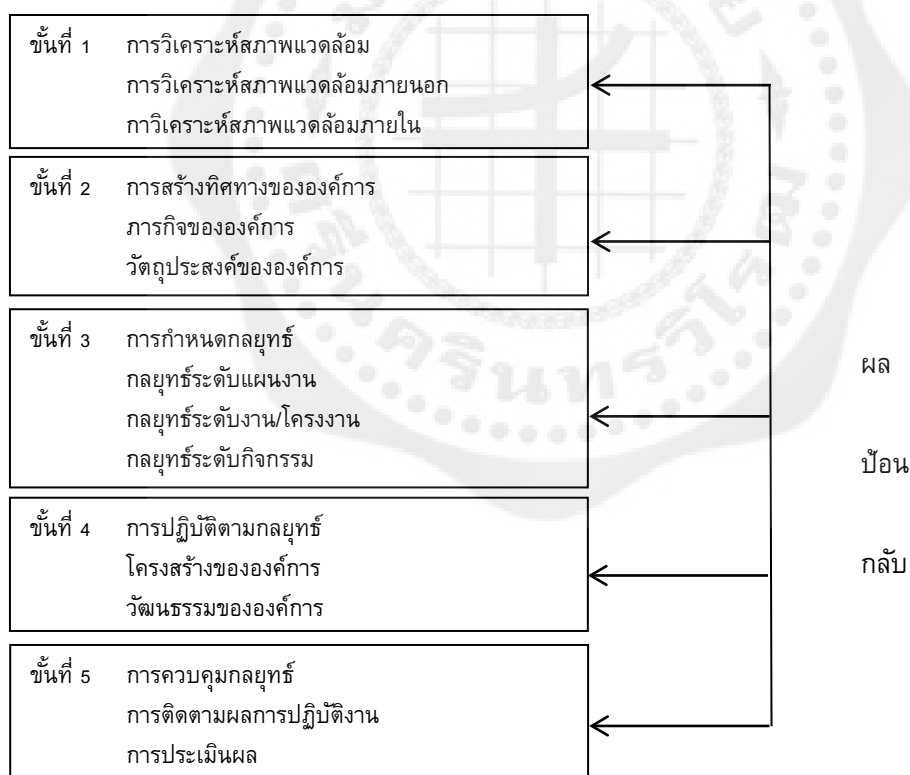 ขั้นที่ 1 การวิเคราะห์สภาพแวดล้อม
การวิเคราะห์สภาพแวดล้อมภายนอก
กาวิเคราะห์สภาพแวดล้อมภายใน
ขั้นที่ 2 การสร้างทิศทางขององค์การ
ภารกิจขององค์การ
วัตถุประสงค์ขององค์การ
ขั้นที่ 3 การกำหนดกลยุทธ์
กลยุทธ์ระดับแผนงาน
กลยุทธ์ระดับงาน/โครงงาน
กลยุทธ์ระดับกิจกรรม
ขั้นที่ 4 การปฏิบัติตามกลยุทธ์
โครงสร้างขององค์การ
วัฒนธรรมขององค์การ
ขั้นที่ 5 การควบคุมกลยุทธ์
การติดตามผลการปฏิบัติงาน
การประเมินผล
ผล
ป้อน
กลับ